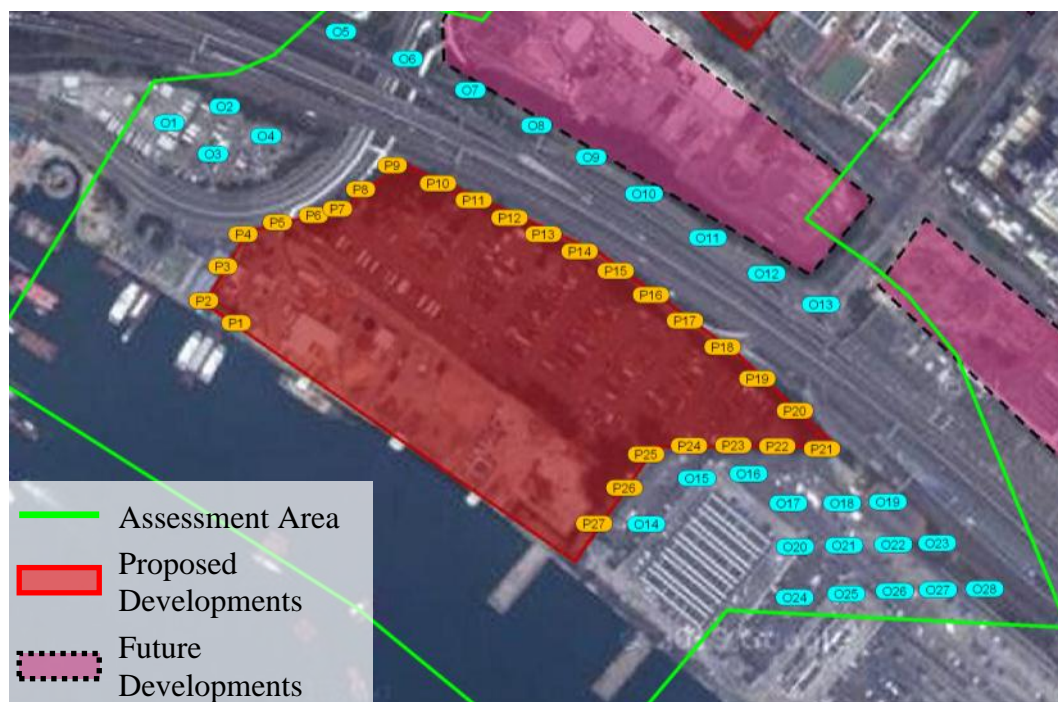 O5
O6
O7
O2
O1
O8
O4
O3
O9
P9
P10
O10
P8
P11
P7
P6
P12
P5
P4
P13
O11
P14
P3
P15
O12
P16
P2
O13
P17
P1
P18
P19
P20
P24
P23
P22
P21
P25
O16
O15
P26
O17
O18
O19
P27
O14
O20
O21
O22
O23
O24
O25
O26
O27
O28
Assessment Area
Proposed
Developments
Future
Developments